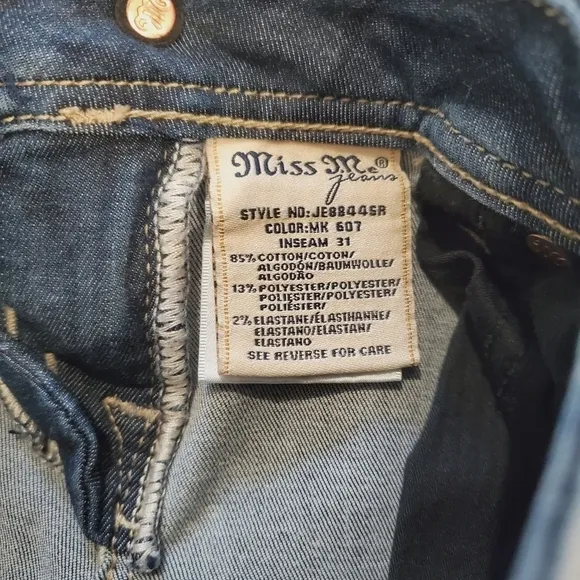 Miss Me®
jeans
STYLE NO:JE8844SR
COLOR:MK 607
INSEAM 31
85% COTTON/COTON/
ALGODÓN/BAUMWOLLE/
ALGODÃO
13% POLYESTER/POLYESTER/
POLIÉSTER/POLYESTER/
POLIÉSTER/
2% ELASTANE/ÉLASTHANNE/
ELASTANO/ELASTAN/
ELASTANO
SEE REVERSE FOR CARE